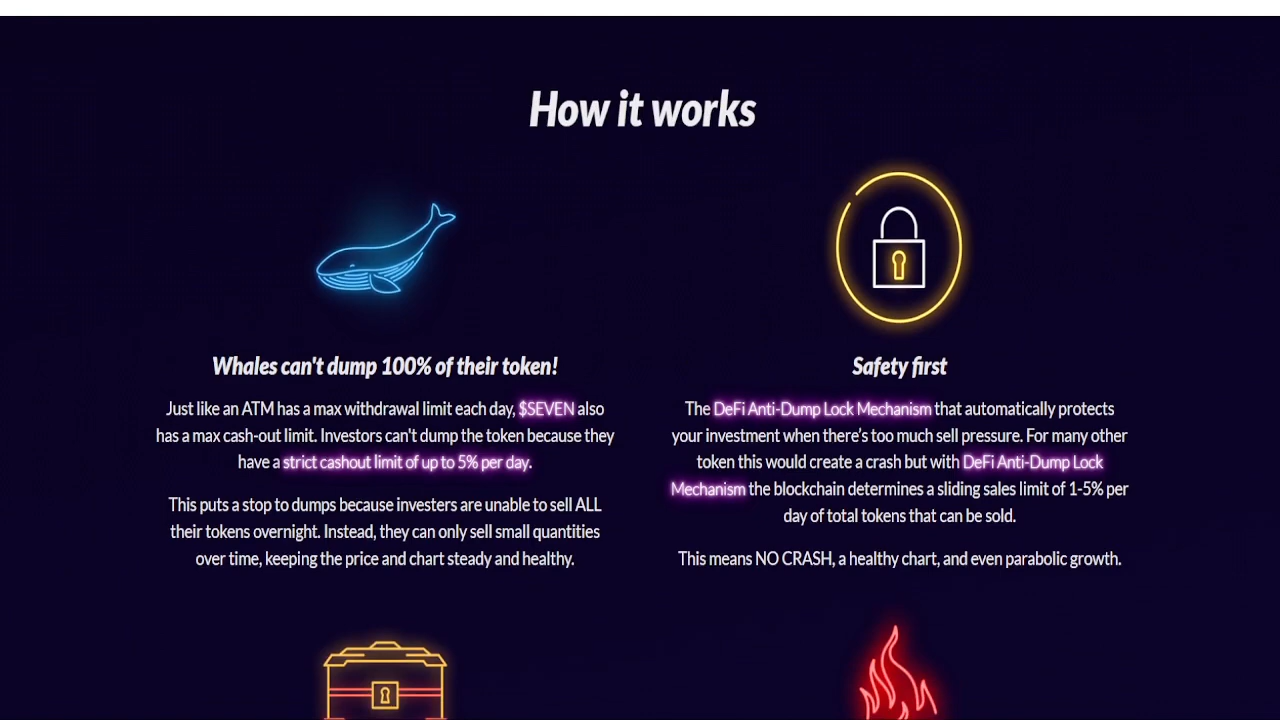 How it works
Whales can't dump 100% of their token!
Just like an ATM has a max withdrawal limit each day, $SEVEN also
has a max cash-out limit. Investors can't dump the token because they
have a strict cashout limit of up to 5% per day.
This puts a stop to dumps because investers are unable to sell ALL
their tokens overnight. Instead, they can only sell small quantities
over time, keeping the price and chart steady and healthy.
Safety first
The DeFi Anti-Dump Lock Mechanism that automatically protects
your investment when there's too much sell pressure. For many other
token this would create a crash but with DeFi Anti-Dump Lock
Mechanism the blockchain determines a sliding sales limit of 1-5% per
day of total tokens that can be sold.
This means NO CRASH, a healthy chart, and even parabolic growth.